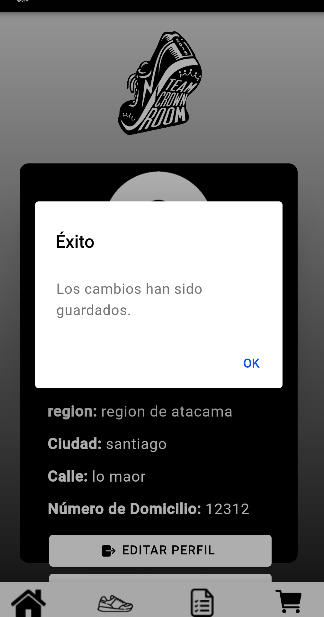 TEAM
CROWN
ROOM
Éxito
Los cambios han sido
guardados.
OK
region: region de atacama
Ciudad: santiago
Calle: lo maor
Número de Domicilio: 12312
EDITAR PERFIL